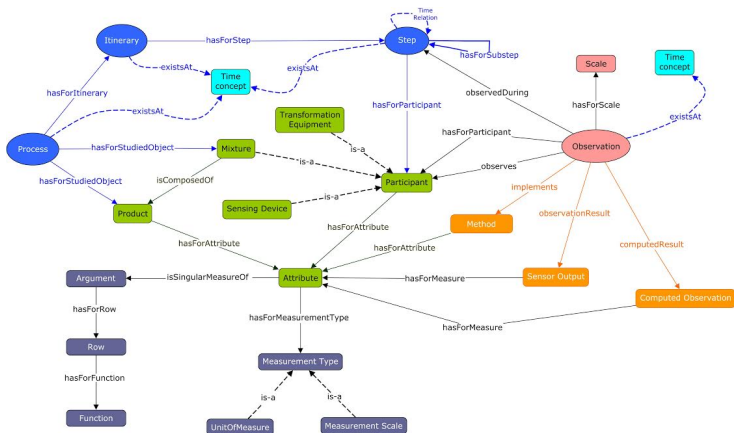 Time
Relation
Itinerary
hasForStep
Step
existsAt
existsAt
Time
concept
hasForSubstep
Scale
Time
concept
hasForItinerary
existsAt
hasForParticipant
observedDuring
hasForScale
existsAt
Transformation
Equipment
hasForParticipant
Process
hasForStudiedObject
Mixture
is-a
Observation
is-a
observes
hasForStudiedObject
isComposedOf
Participant
implements
is-a
Sensing Device
Product
hasForAttribute
Method
observationResult
hasForAttribute
hasForAttribute
computedResult
Argument
isSingularMeasureOf
Attribute
hasForMeasure
Sensor Output
Computed Observation
hasForRow
hasForMeasurementType
hasForMeasure
Row
Measurement Type
hasForFunction
is-a
is-a
Function
UnitOfMeasure
Measurement Scale